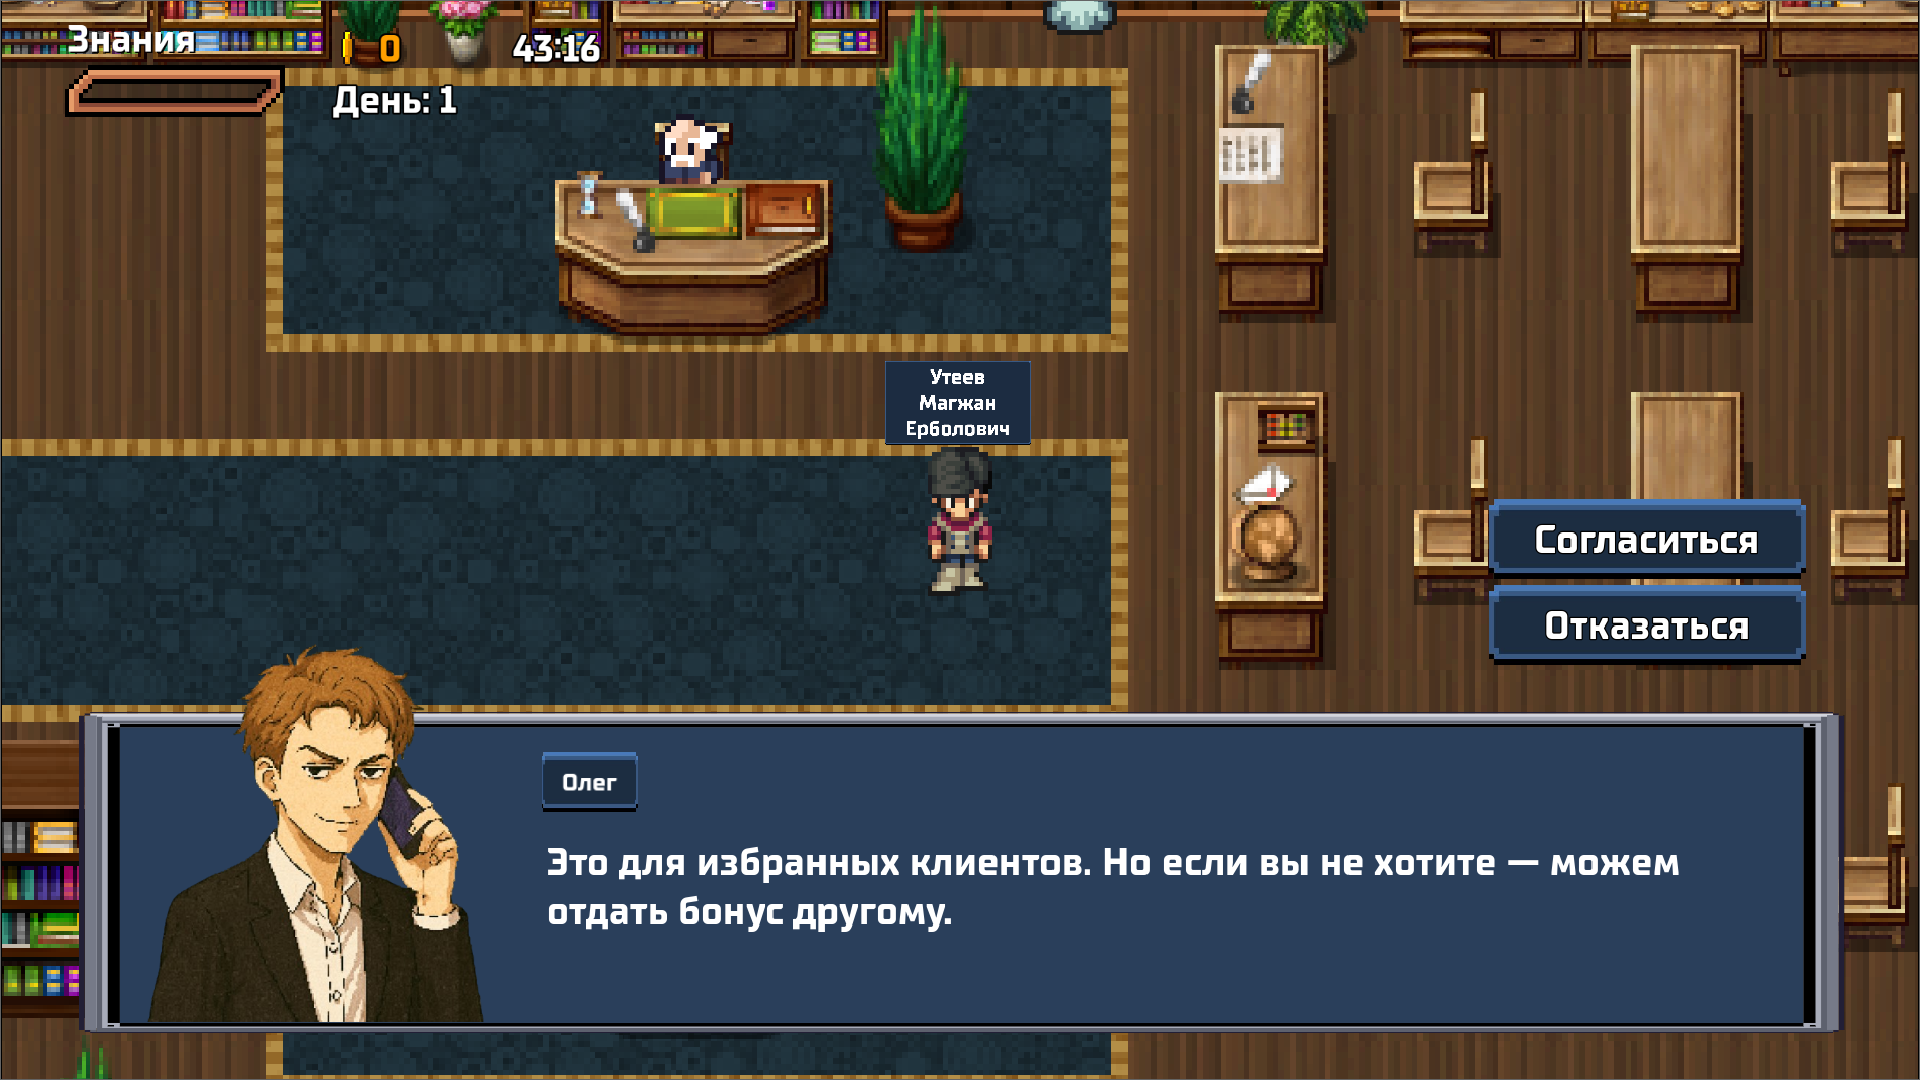 Знания
0
43:16
День: 1
Утеев
Магжан
Ерболович
Согласиться
Отказаться
Олег
Это для избранных клиентов. Но если вы не хотите — можем
отдать бонус другому.